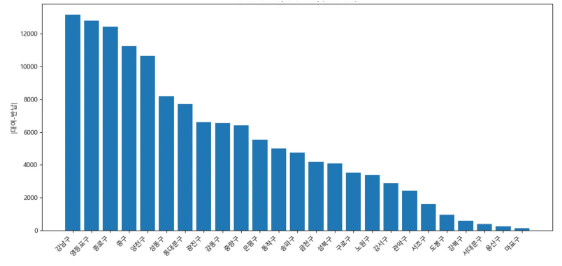 12000
10000
8000
6000
4000
2000
0
|대여-반납|
강남구
영등포구
종로구
중구
양천구
성동구
동대문구
광진구
강동구
중랑구
은평구
동작구
송파구
금천구
성북구
구로구
노원구
강서구
관악구
서초구
도봉구
강북구
서대문구
용산구
마포구